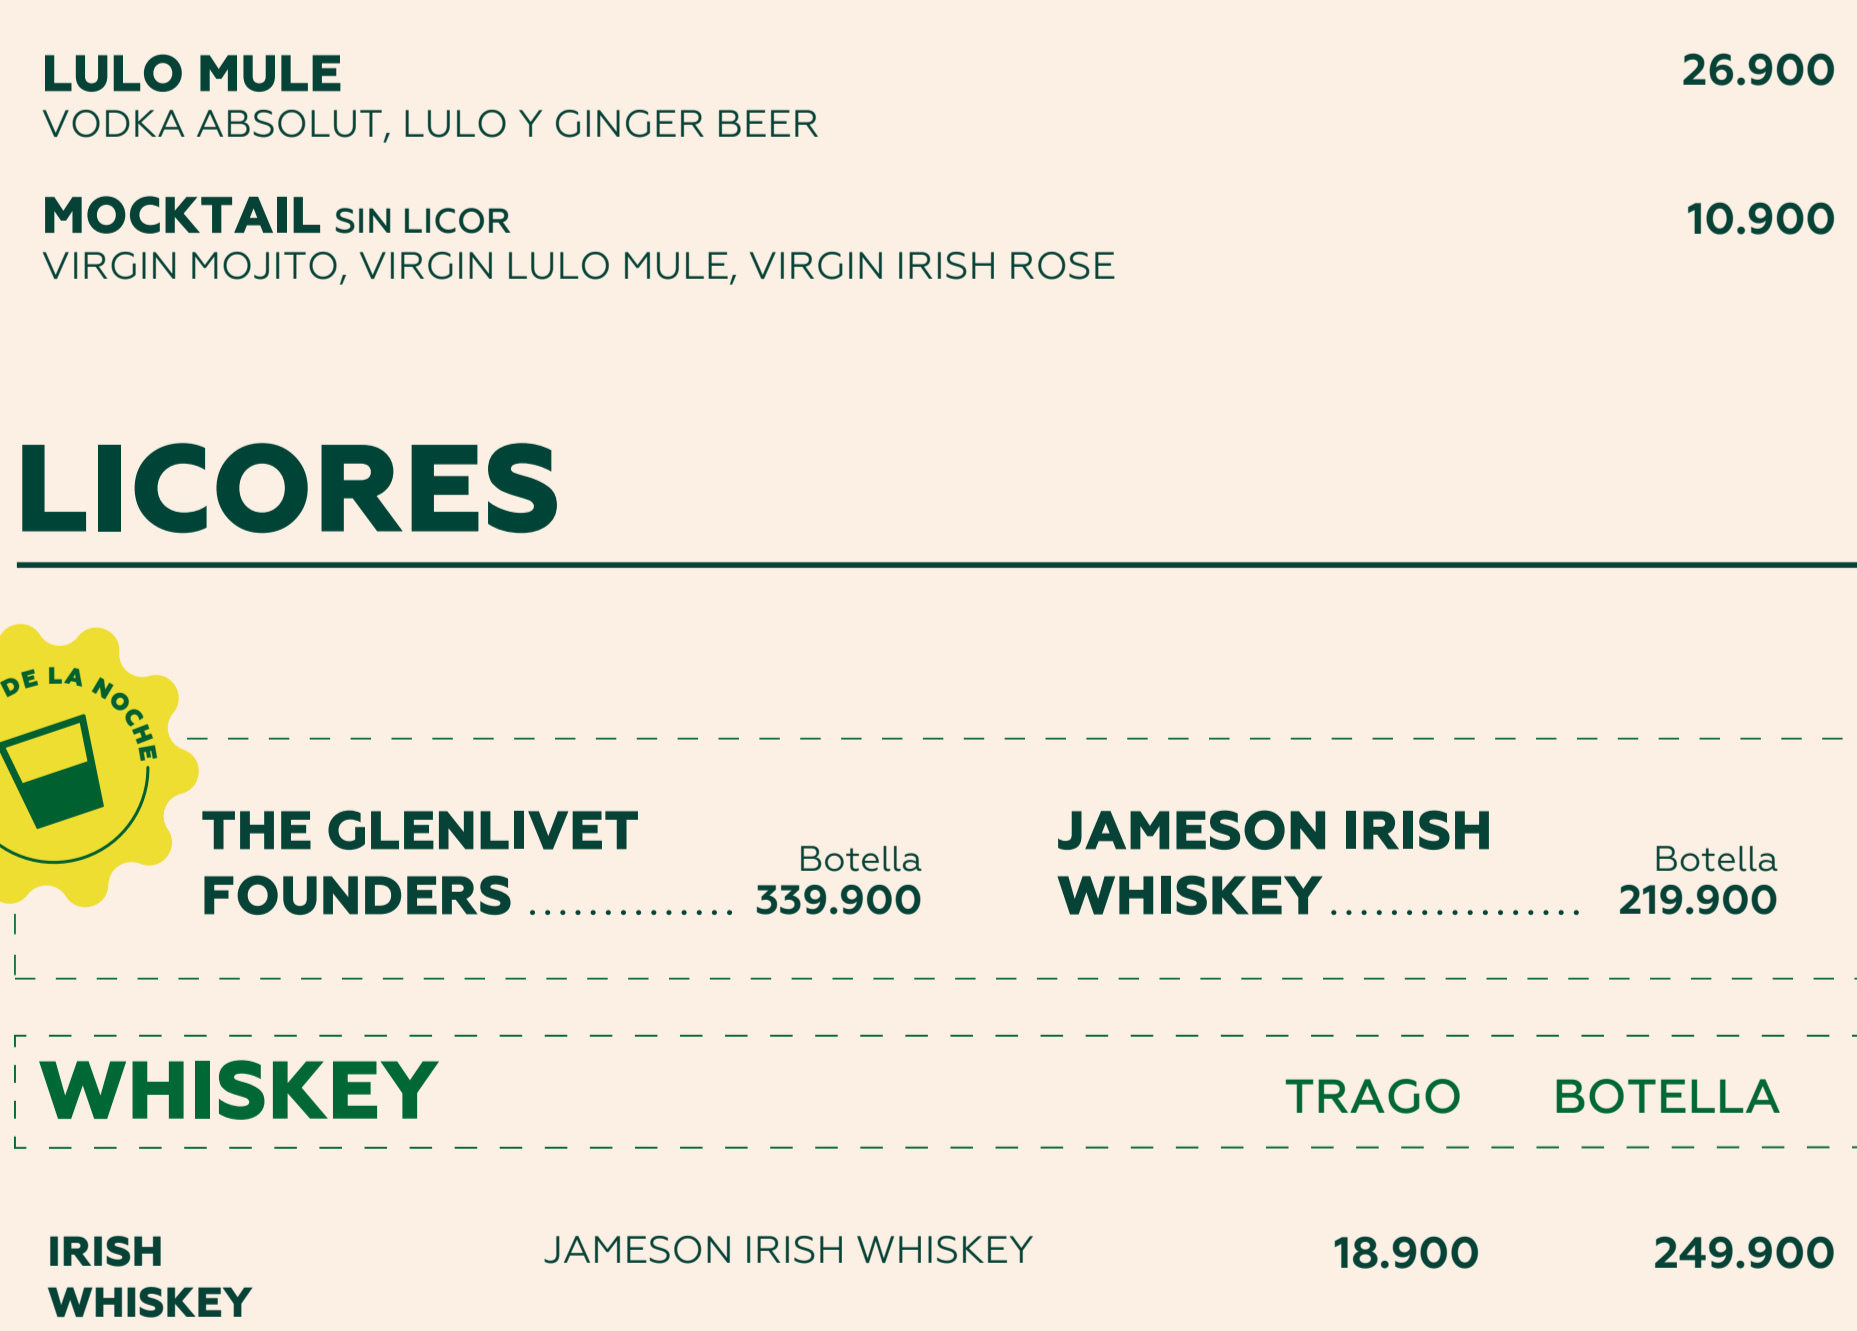 LULO MULE 26.900
VODKA ABSOLUT, LULO Y GINGER BEER
MOCKTAIL SIN LICOR 10.900
VIRGIN MOJITO, VIRGIN LULO MULE, VIRGIN IRISH ROSE
LICORES
DE LA NOCHE
THE GLENLIVET
FOUNDERS .............. Botella
339.900
JAMESON IRISH
WHISKEY ................. Botella
219.900
WHISKEY TRAGO BOTELLA
IRISH
WHISKEY
JAMESON IRISH WHISKEY 18.900 249.900